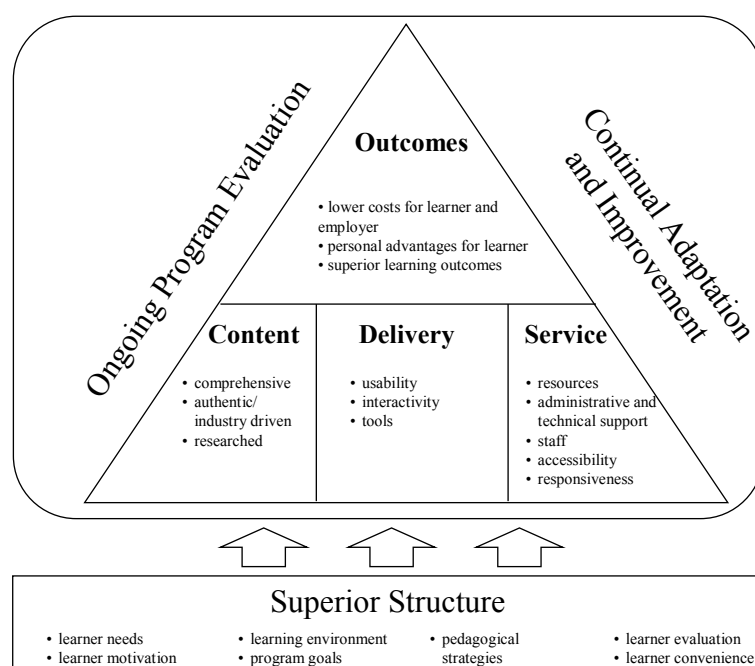 Ongoing Program Evaluation
Continual Adaptation
and Improvement
Outcomes
• lower costs for learner and
employer
• personal advantages for learner
• superior learning outcomes
Content
• comprehensive
• authentic/
industry driven
• researched
Delivery
• usability
• interactivity
• tools
Service
• resources
• administrative and
technical support
• staff
• accessibility
• responsiveness
Superior Structure
• learner needs
• learner motivation
• learning environment
• program goals
• pedagogical
strategies
• learner evaluation
• learner convenience